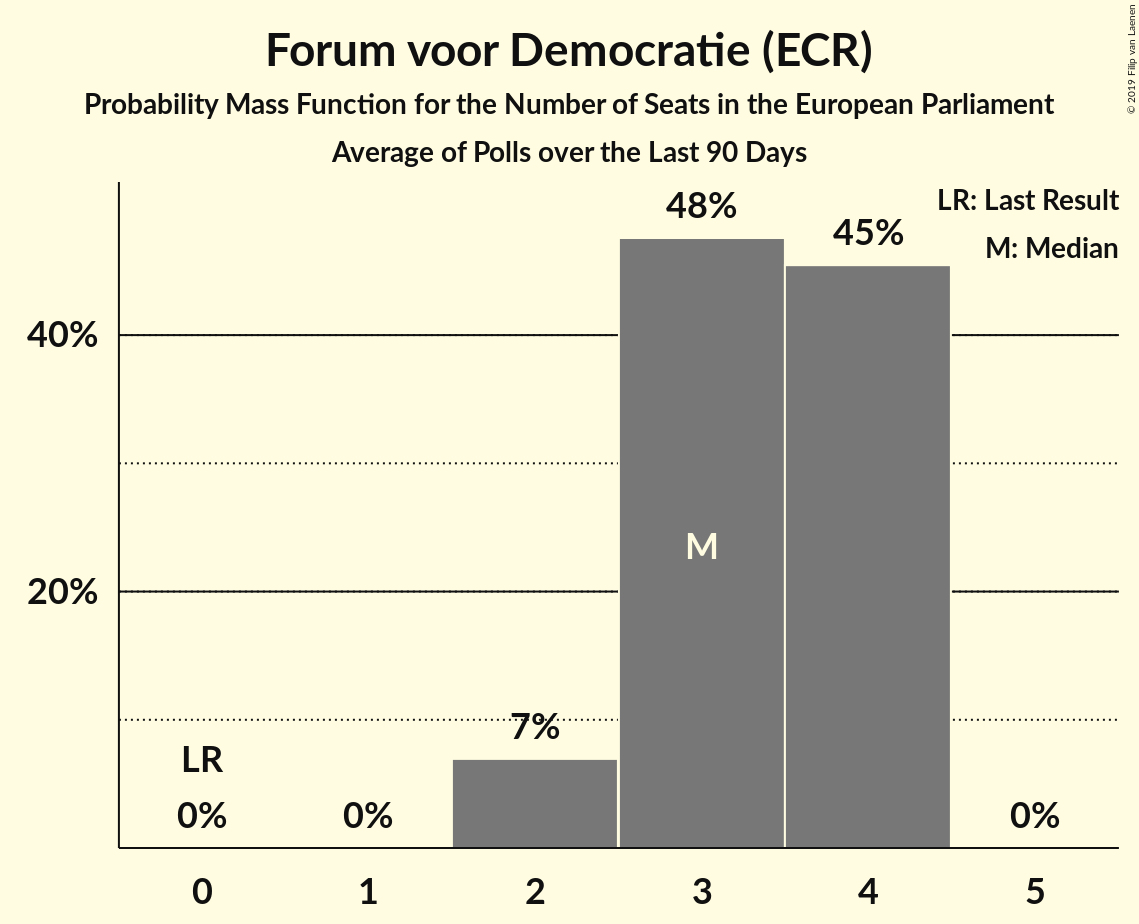 Forum voor Democratie (ECR)
Probability Mass Function for the Number of Seats in the European Parliament
Average of Polls over the Last 90 Days
© 2019 Filip van Laenen
LR: Last Result
M: Median
48%
45%
40%
M
20%
7%
LR
0%
0%
0%
0
1
2
3
4
5